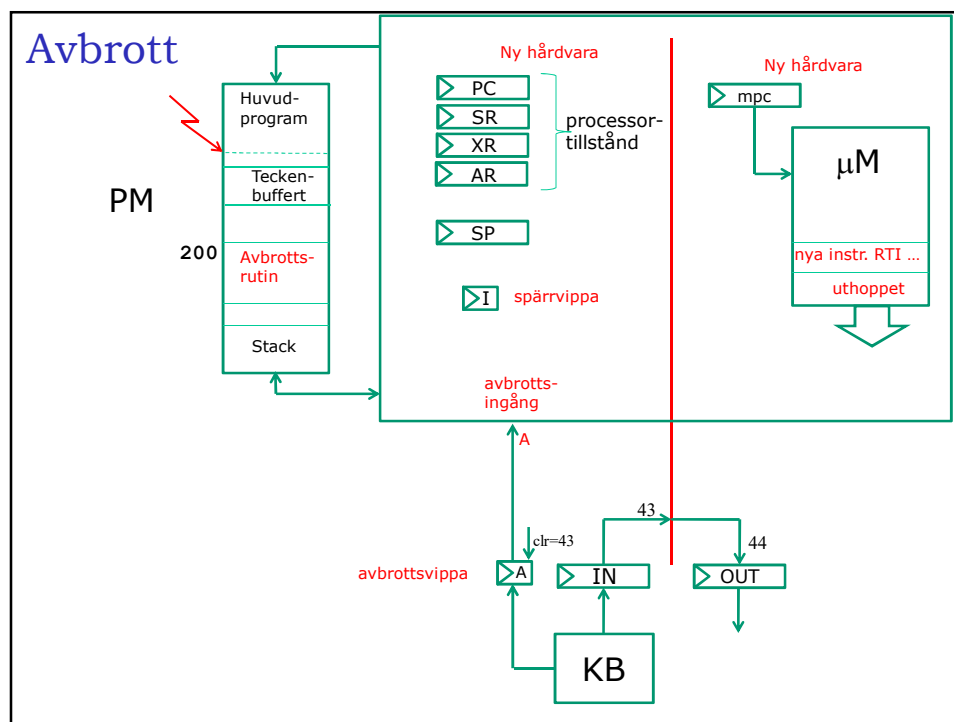 Avbrott
Huvud-
program
Tecken-
buffert
PM
200
Avbrotts-
rutin
Stack
Ny hårdvara
PC
SR
XR
AR
processor-
tillstånd
SP
I
spärrvippa
avbrotts-
ingång
A
Ny hårdvara
mpc
μM
nya instr. RTI ...
uthoppet
43
clr=43
44
avbrottsvippa
A
IN
OUT
KB